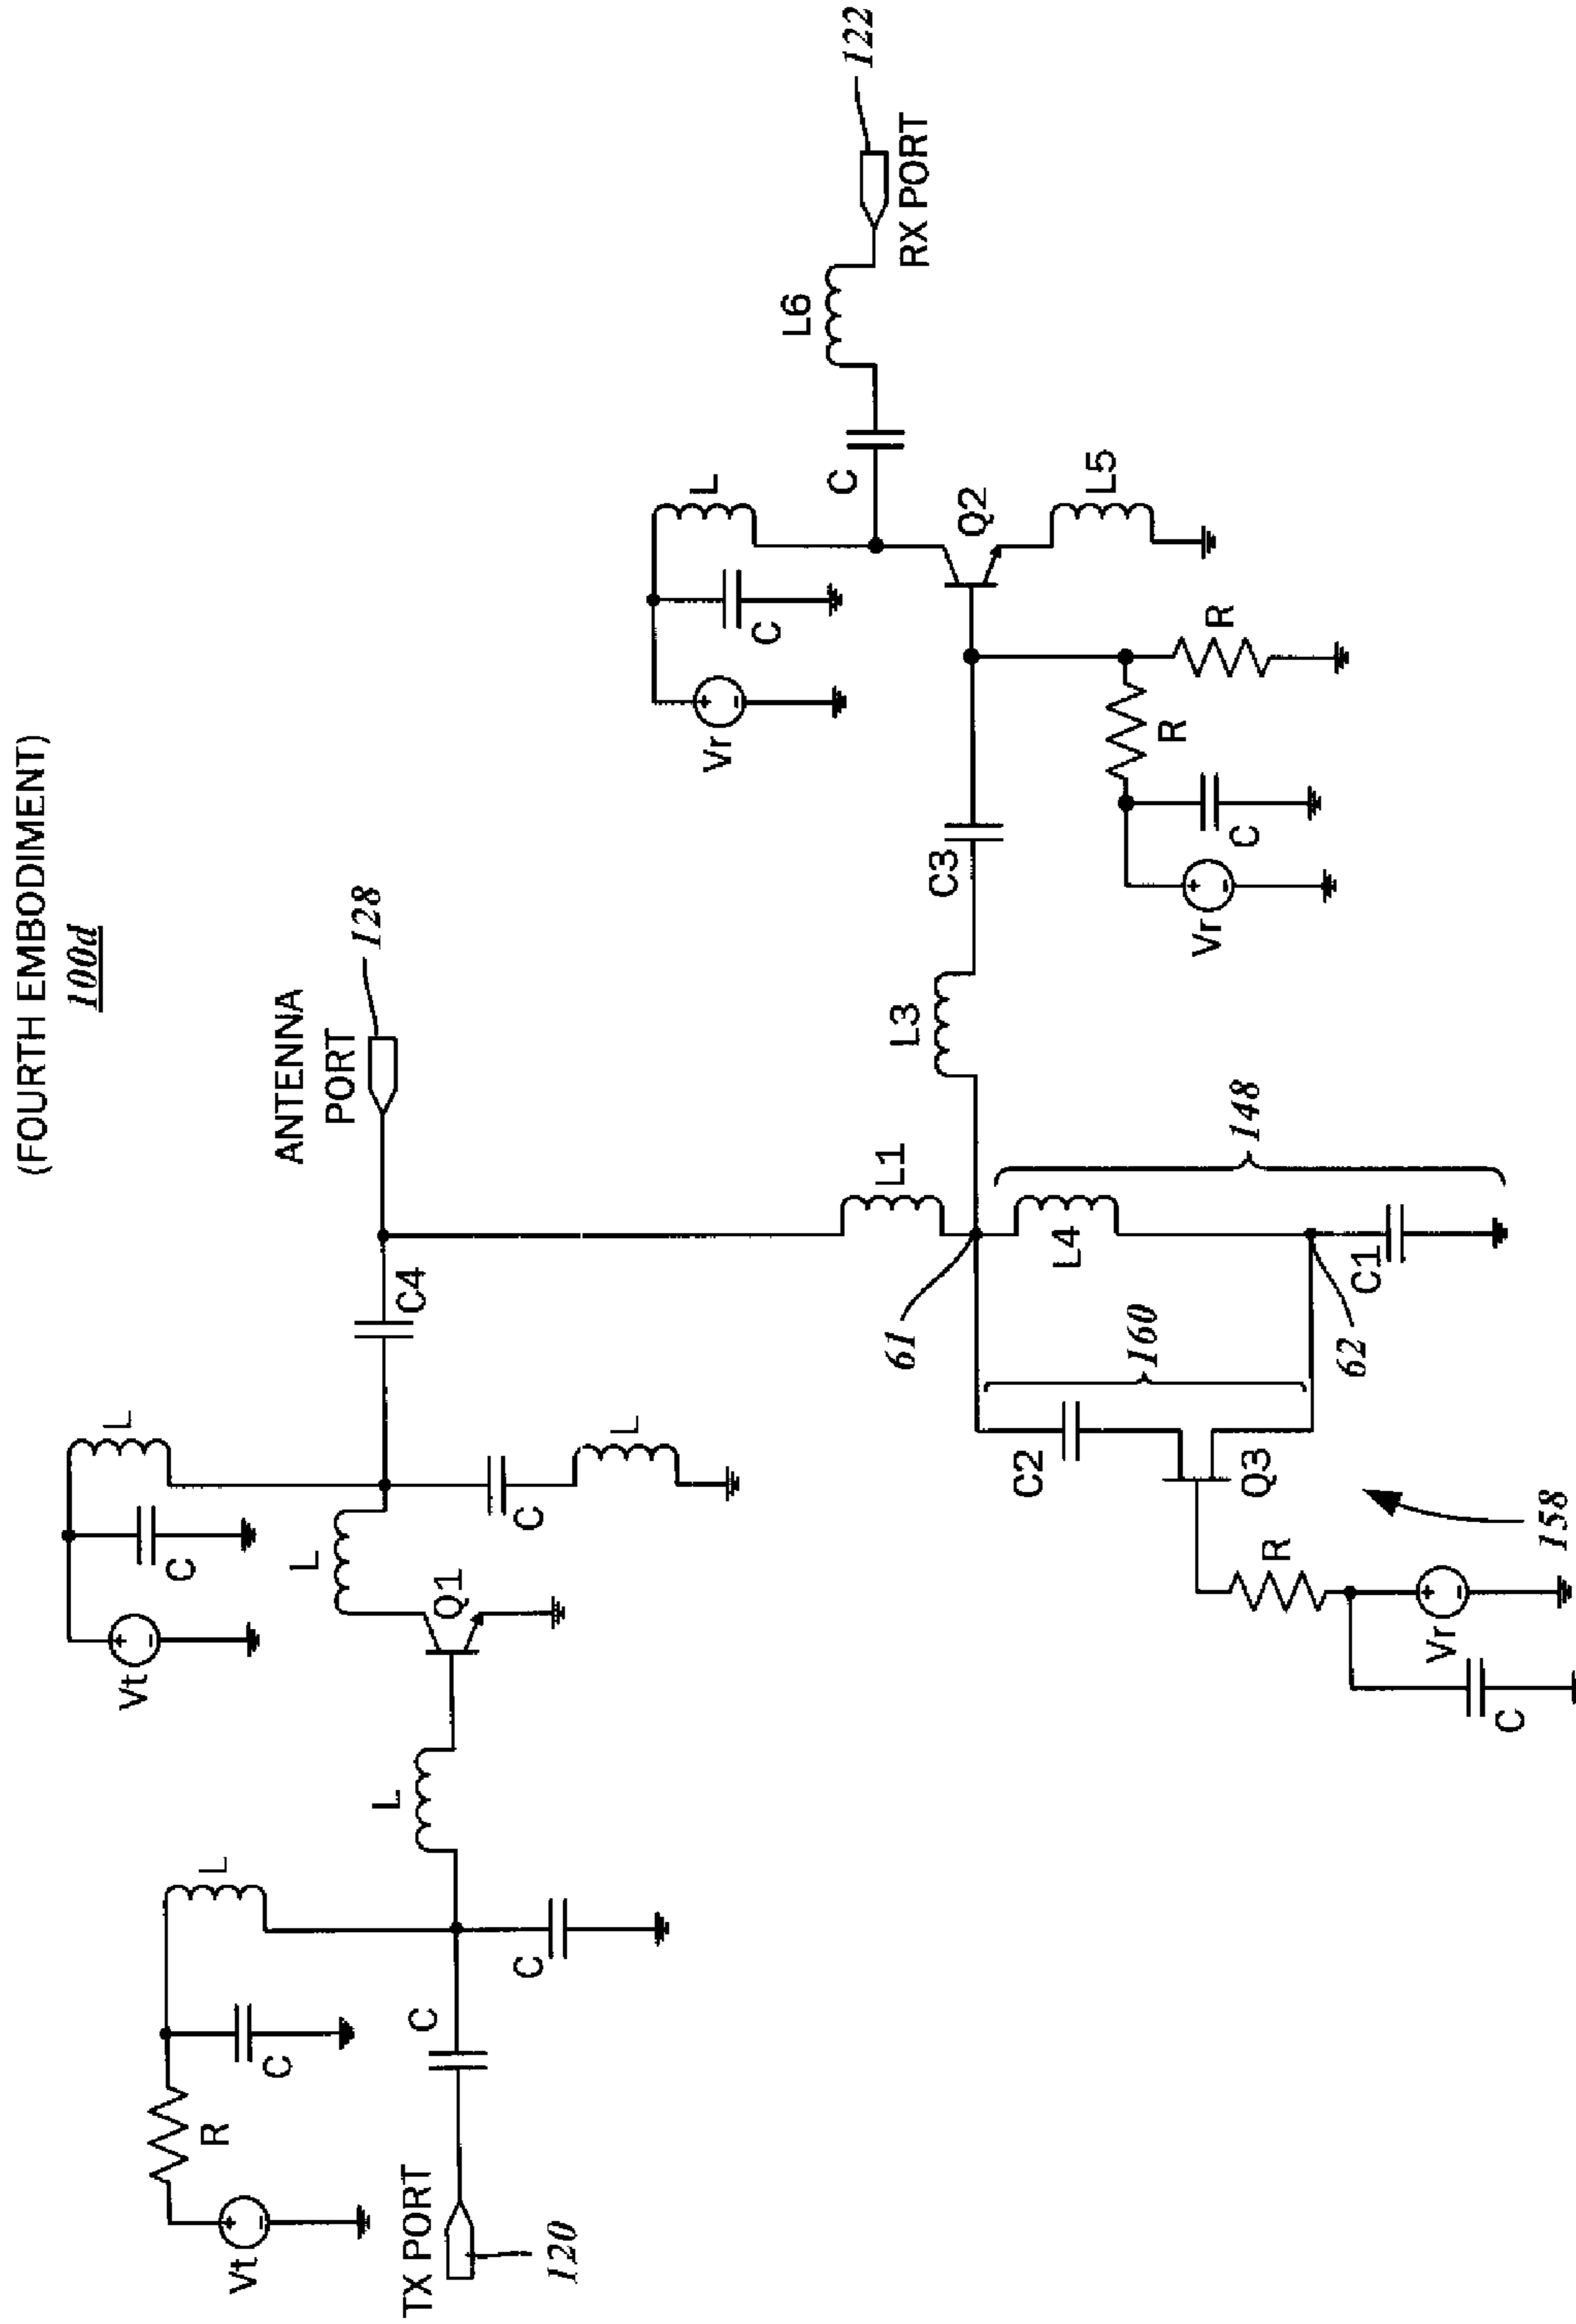 (FOURTH EMBODIMENT)
100d
ANTENNA
PORT
128
Vt
C
L
L
Q1
C
L
C4
Vt
R
C
L
L
C
C
TX PORT
120
L1
61
L4
C1
62
148
C2
160
Q3
158
R
Vr
C
L3
C3
Vr
C
R
R
Vr
C
L
Q2
L5
C
L6
RX PORT
122